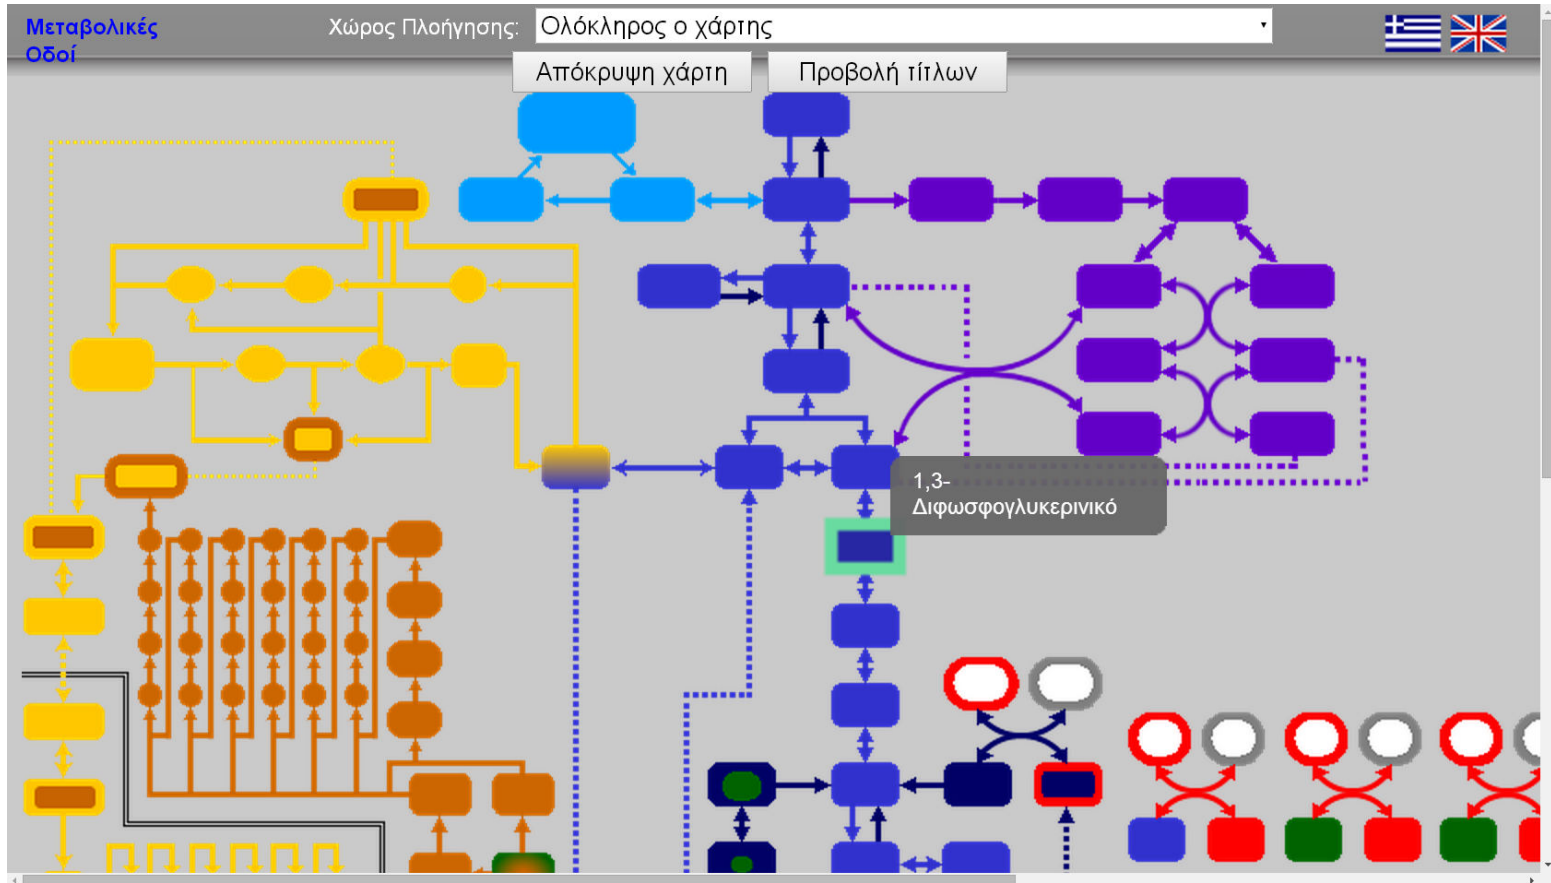 Μεταβολικές
Οδοί
Χώρος Πλοήγησης: Ολόκληρος ο χάρτης
Απόκρυψη χάρτη Προβολή τίτλων
1,3-
Διφωσφογλυκερινικό